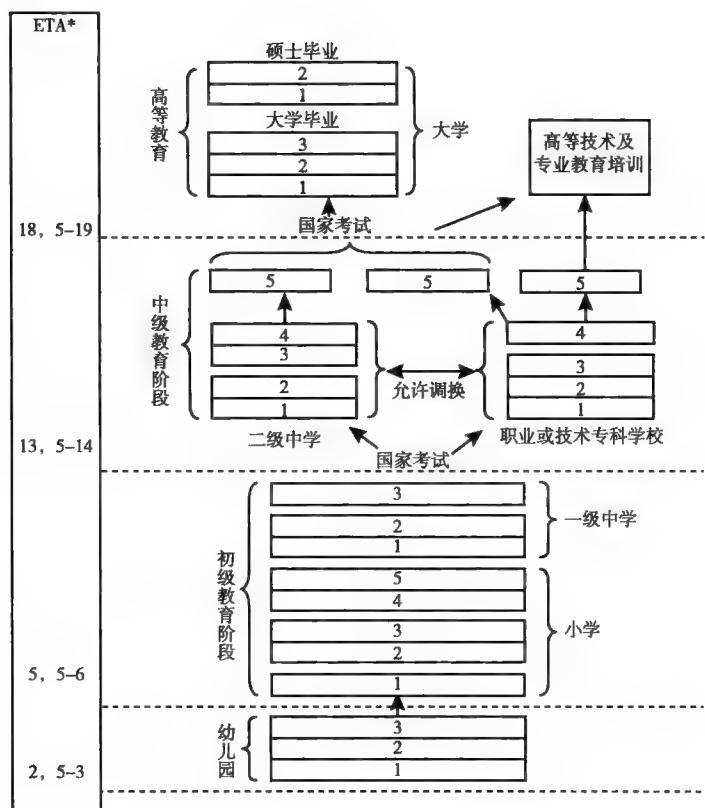 ETA*
硕士毕业
2
1
大学毕业
3
2
1
高等教育
大学
高等技术及
专业教育培训
国家考试
18, 5–19
5
5
5
中级教育阶段
4
3
2
1
允许调换
4
3
2
1
二级中学
职业或技术专科学校
13, 5–14
国家考试
3
2
1
一级中学
初级教育阶段
5
4
3
2
1
小学
5, 5–6
幼儿园
3
2
1
2, 5–3